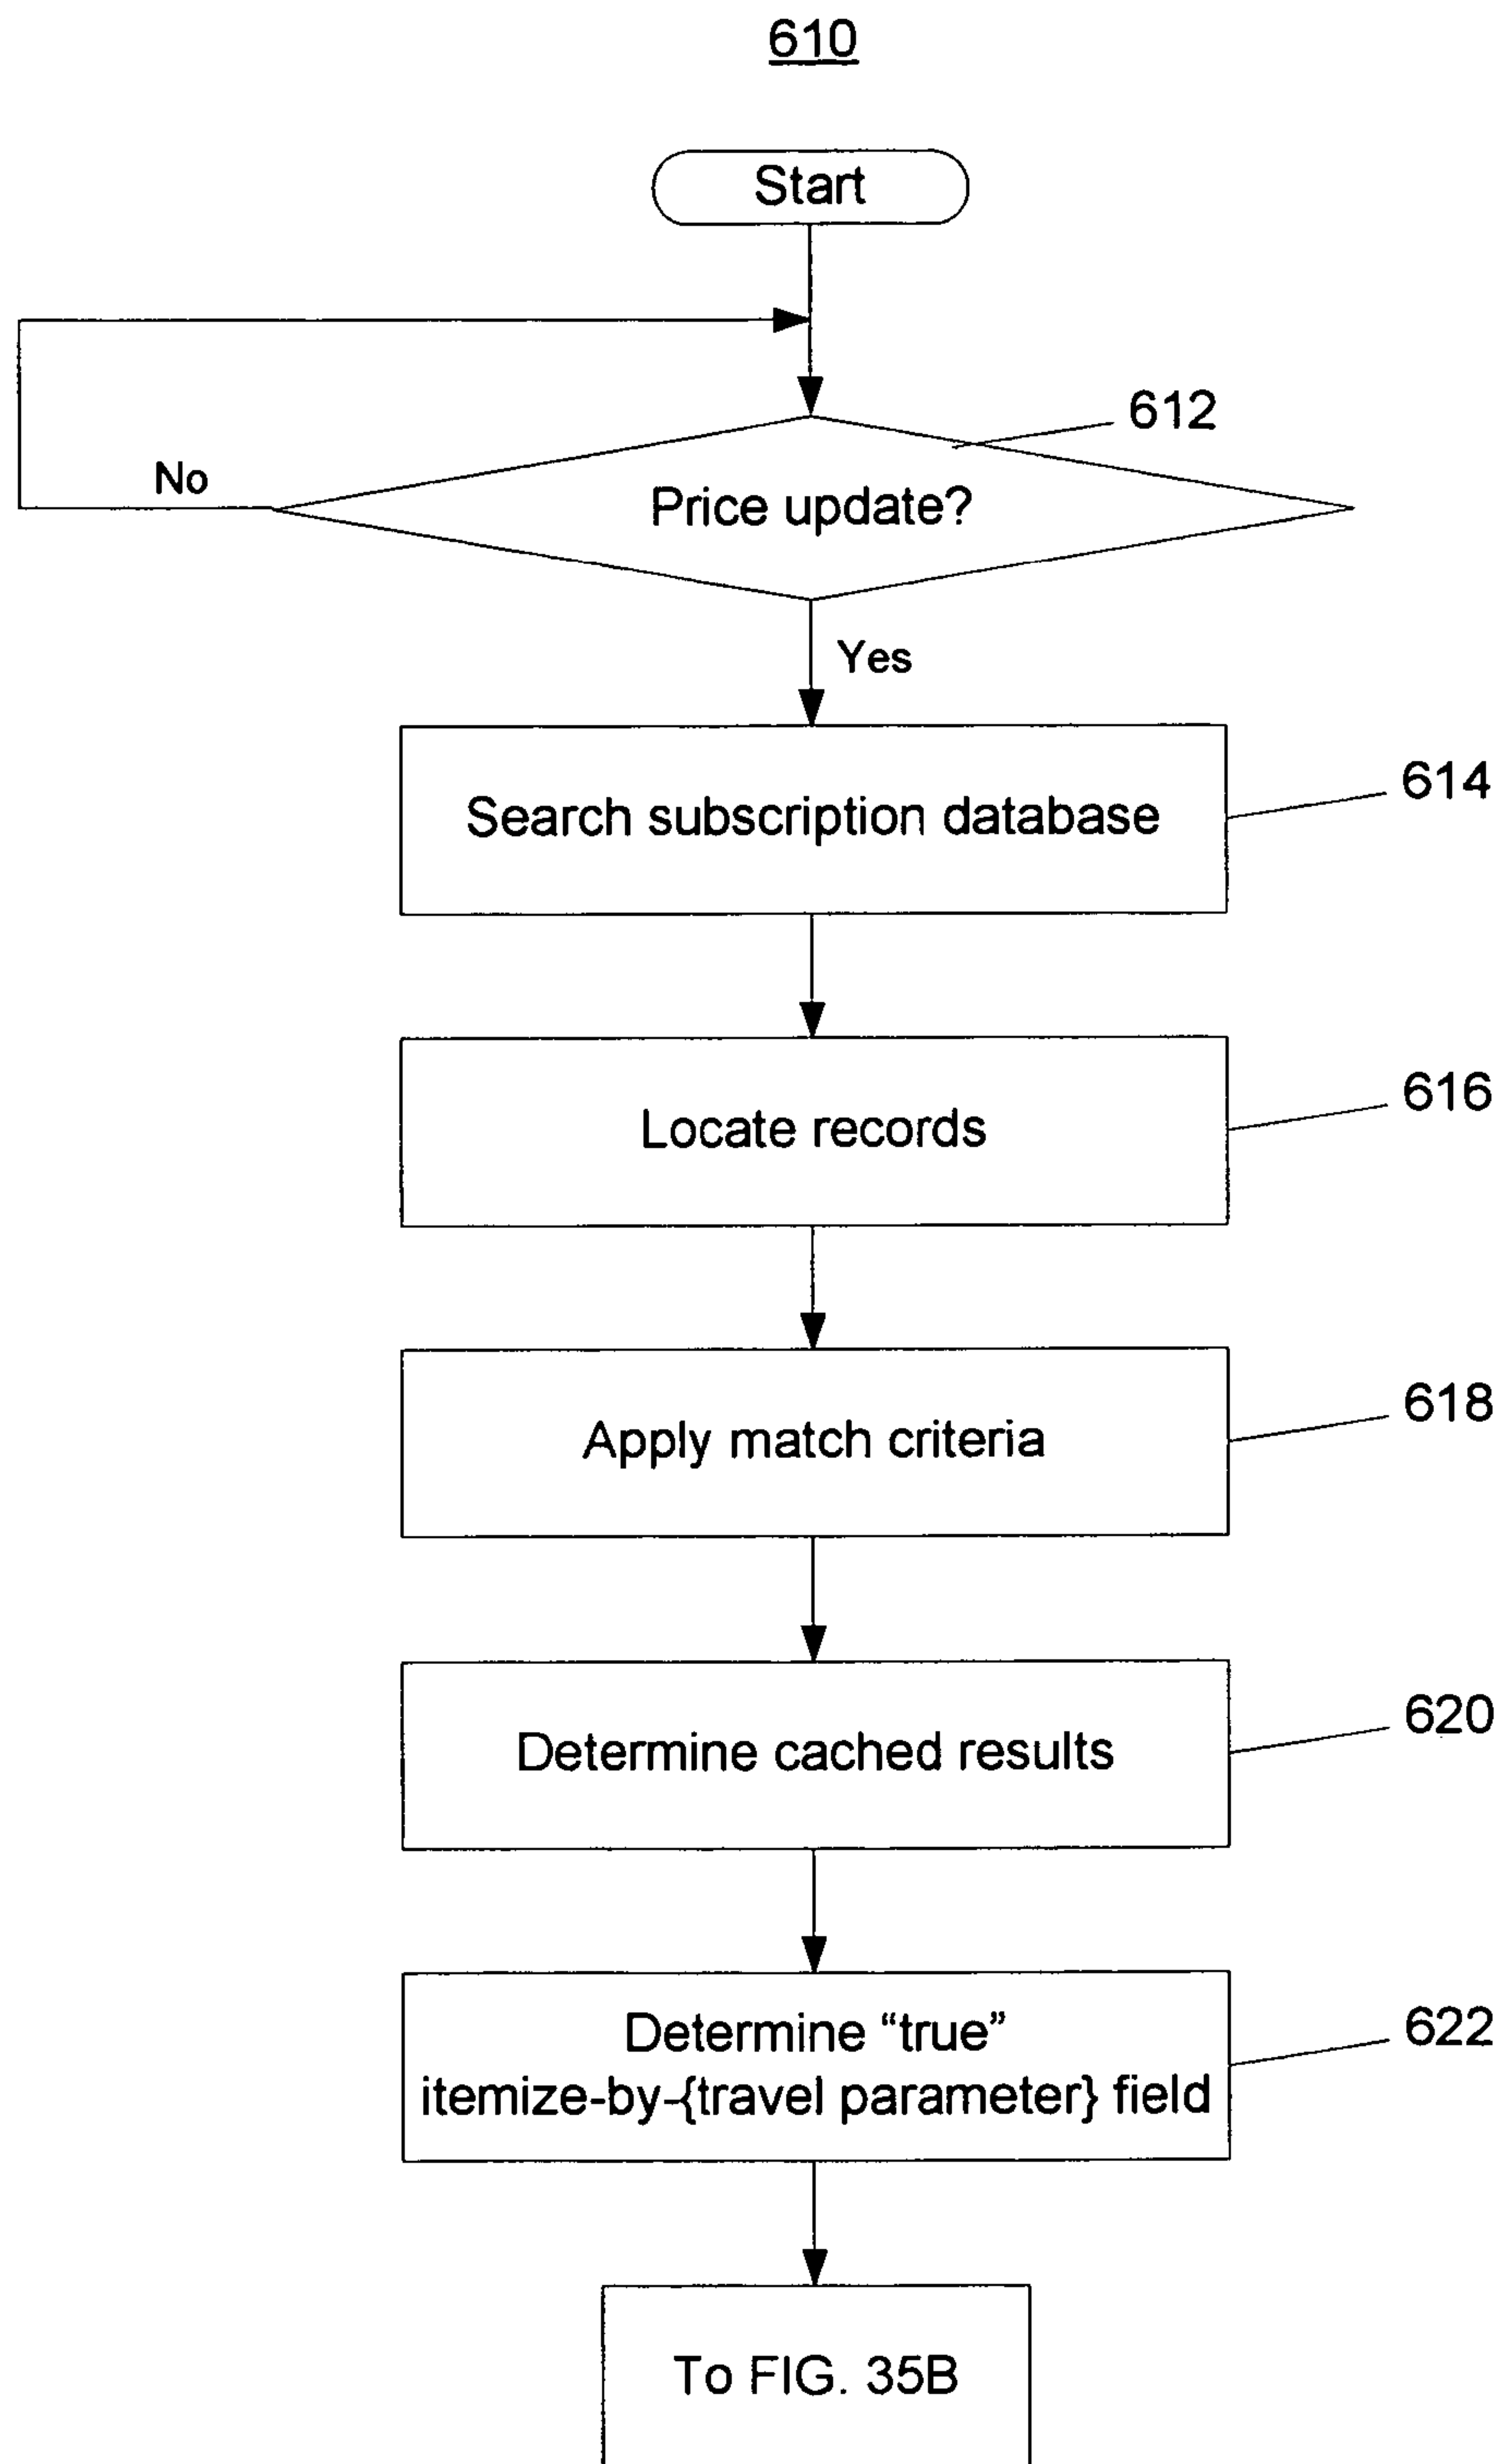 610
Start
612
No
Price update?
Yes
614
Search subscription database
616
Locate records
618
Apply match criteria
620
Determine cached results
622
Determine “true”
itemize-by-{travel parameter} field
To FIG. 35B